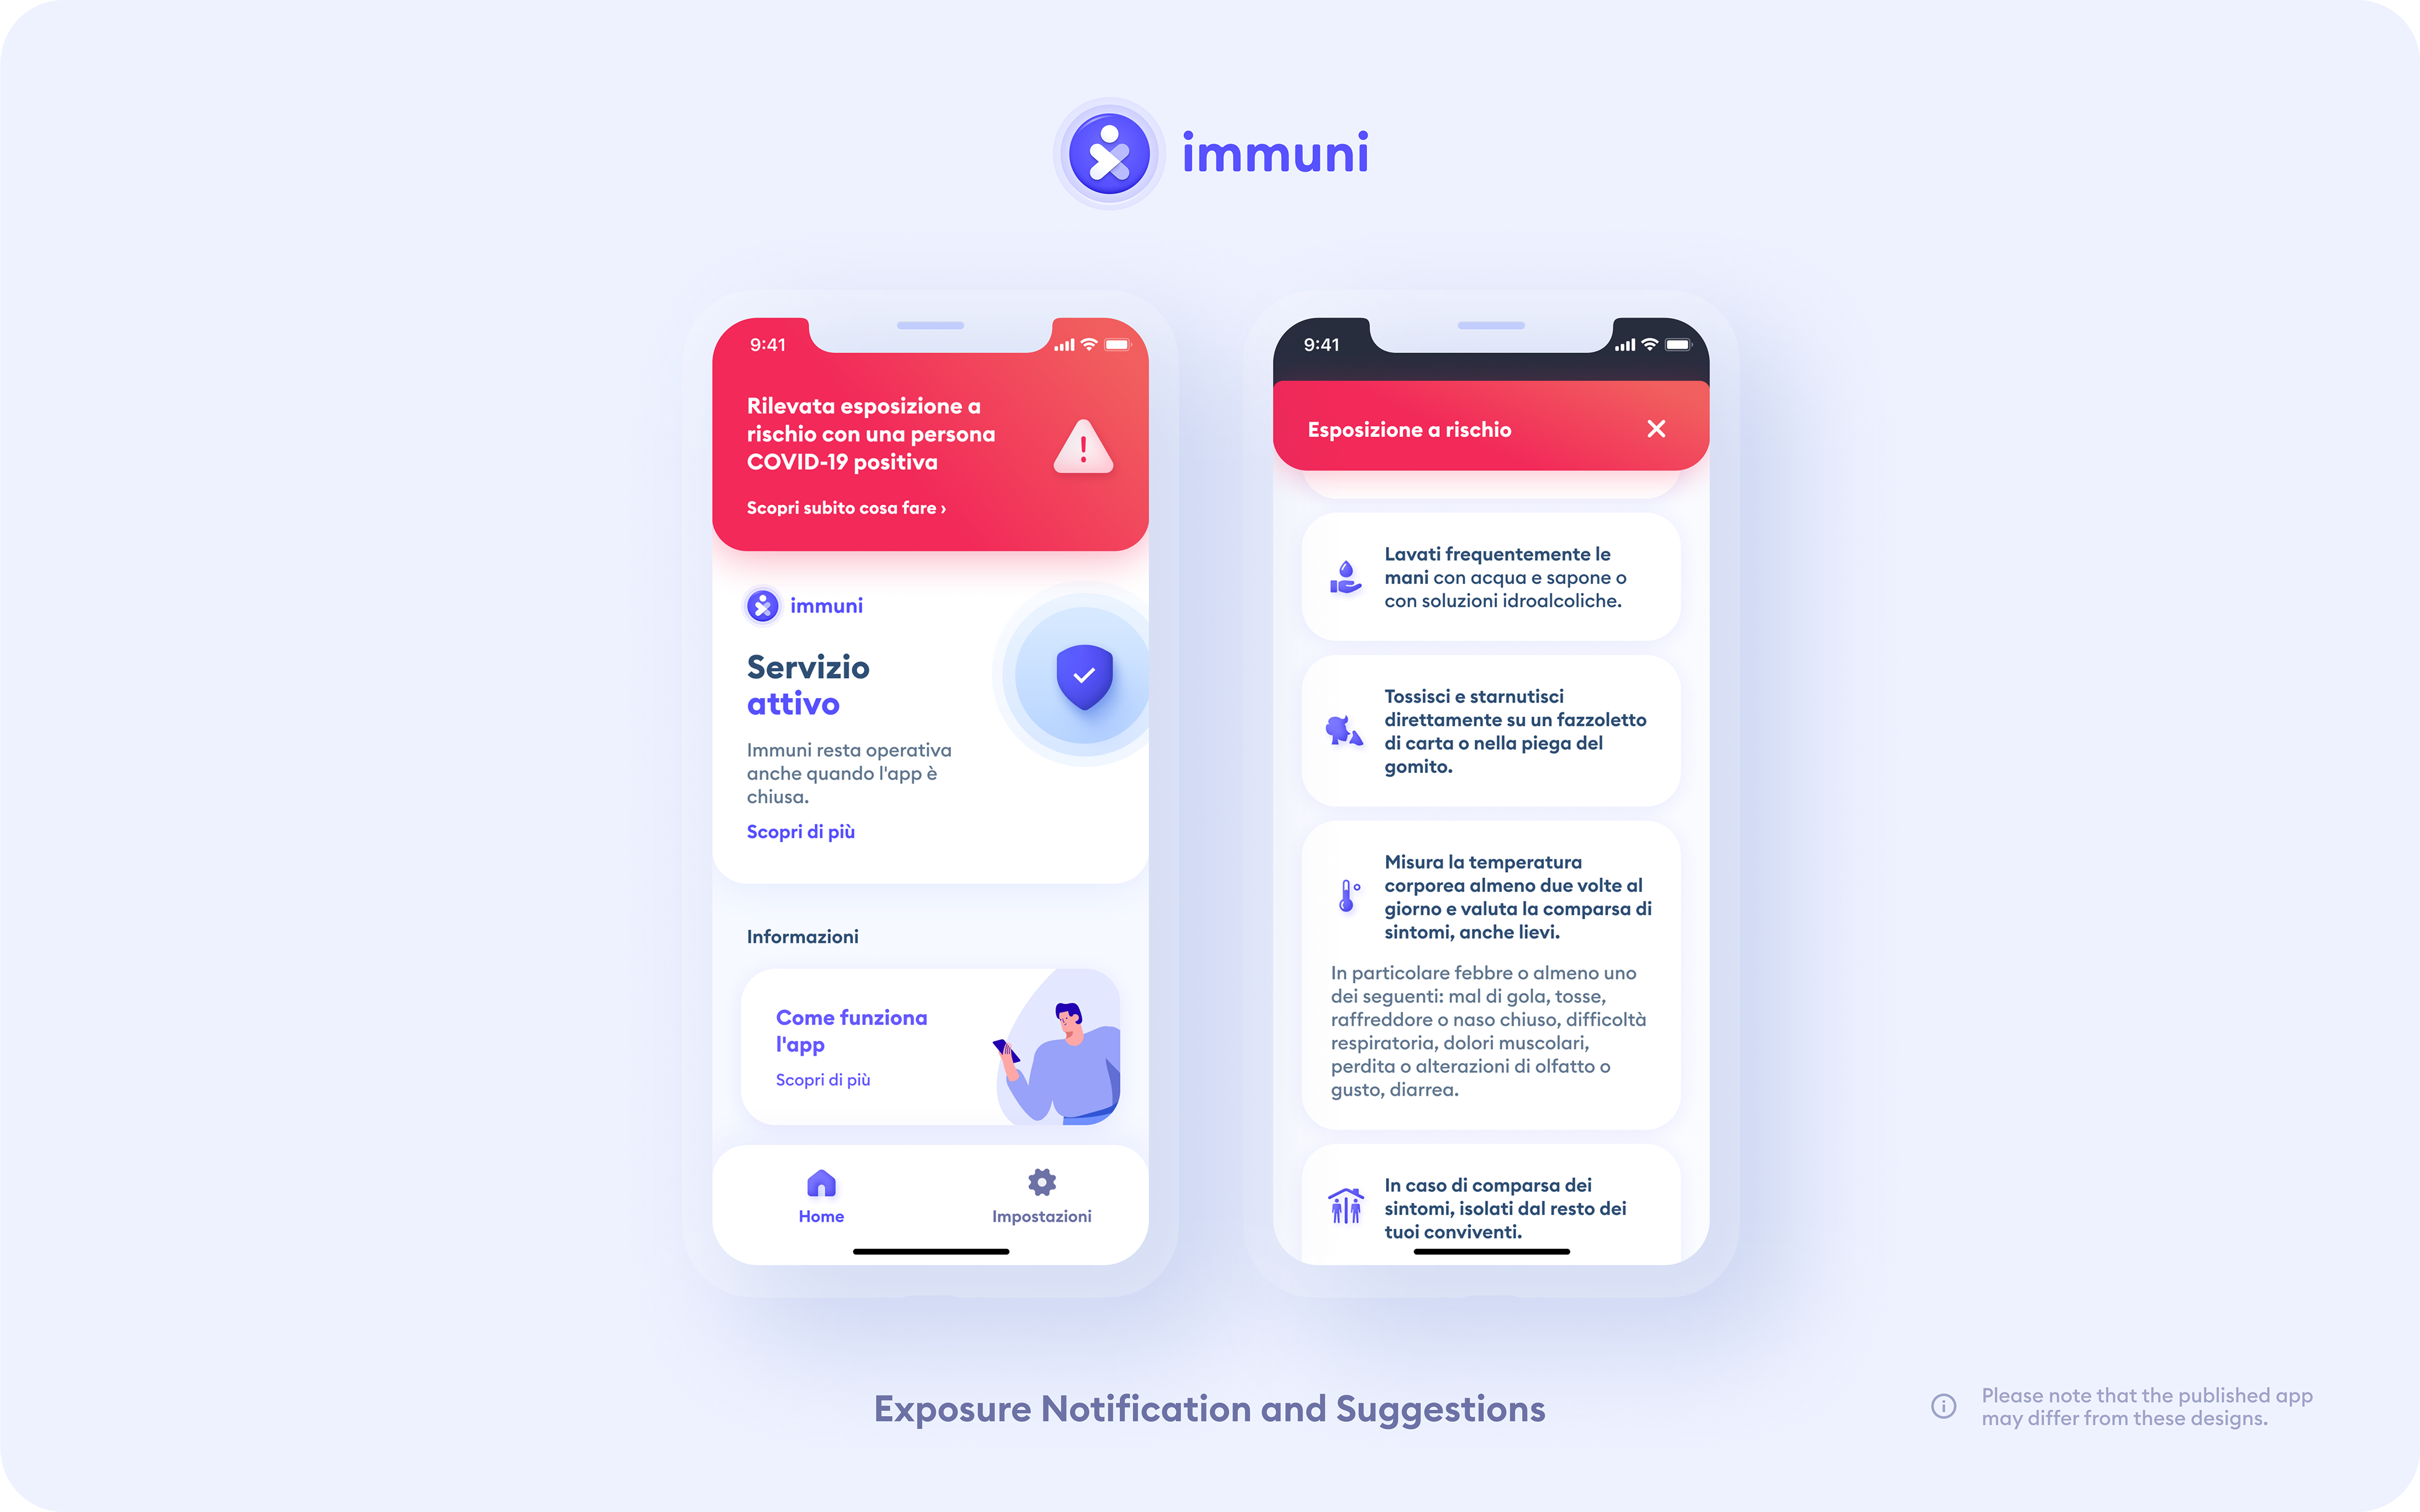 immuni
9:41
Rilevata esposizione a
rischio con una persona
COVID-19 positiva
Scopri subito cosa fare ›
immuni
Servizio
attivo
Immuni resta operativa
anche quando l'app è
chiusa.
Scopri di più
Informazioni
Come funziona
l'app
Scopri di più
Home
Impostazioni
9:41
Esposizione a rischio
Lavati frequentemente le
mani con acqua e sapone o
con soluzioni idroalcoliche.
Tossisci e starnutisci
direttamente su un fazzoletto
di carta o nella piega del
gomito.
Misura la temperatura
corporea almeno due volte al
giorno e valuta la comparsa di
sintomi, anche lievi.
In particolare febbre o almeno uno
dei seguenti: mal di gola, tosse,
raffreddore o naso chiuso, difficoltà
respiratoria, dolori muscolari,
perdita o alterazioni di olfatto o
gusto, diarrea.
In caso di comparsa dei
sintomi, isolati dal resto dei
tuoi conviventi.
Exposure Notification and Suggestions
Please note that the published app
may differ from these designs.